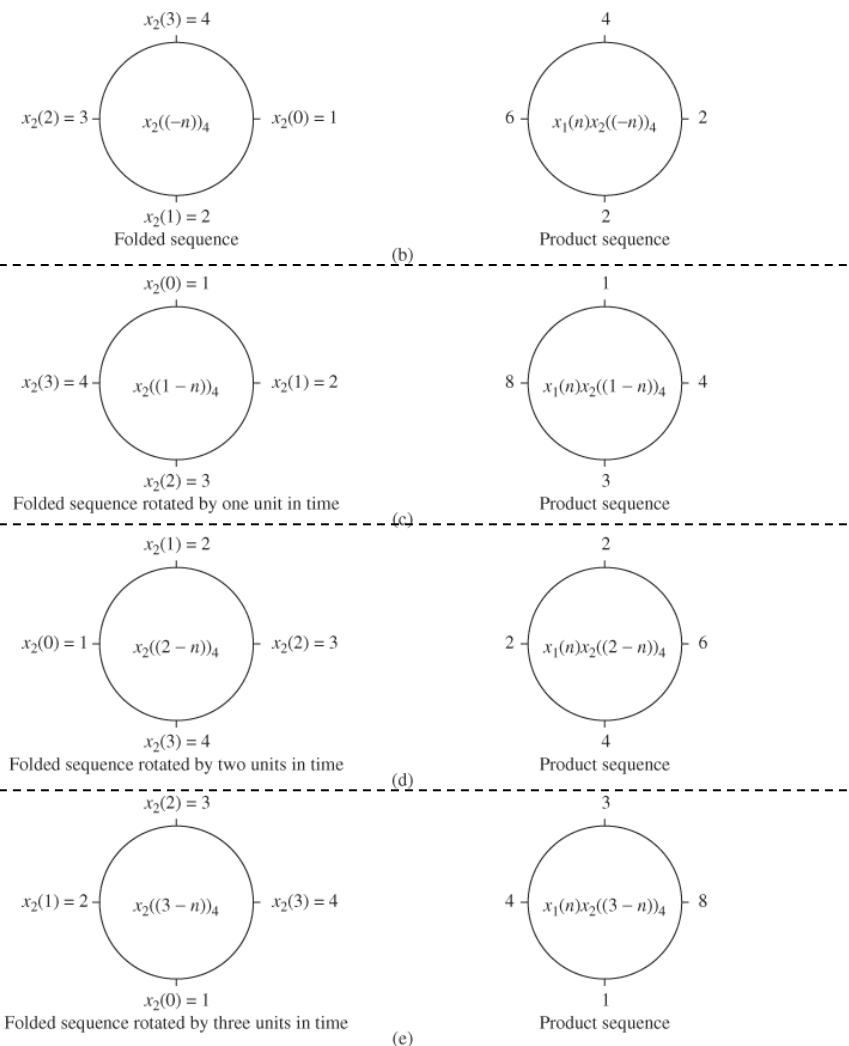 x₂(3) = 4
4
x₂(2) = 3
x₂((−n))₄
x₂(0) = 1
6
x₁(n)x₂((−n))₄
2
x₂(1) = 2
2
Folded sequence
Product sequence
(b)
x₂(0) = 1
1
x₂(3) = 4
x₂((1 − n))₄
x₂(1) = 2
8
x₁(n)x₂((1 − n))₄
4
x₂(2) = 3
3
Folded sequence rotated by one unit in time
Product sequence
(c)
x₂(1) = 2
2
x₂(0) = 1
x₂((2 − n))₄
x₂(2) = 3
2
x₁(n)x₂((2 − n))₄
6
x₂(3) = 4
4
Folded sequence rotated by two units in time
Product sequence
(d)
x₂(2) = 3
3
x₂(1) = 2
x₂((3 − n))₄
x₂(3) = 4
4
x₁(n)x₂((3 − n))₄
8
x₂(0) = 1
1
Folded sequence rotated by three units in time
Product sequence
(e)